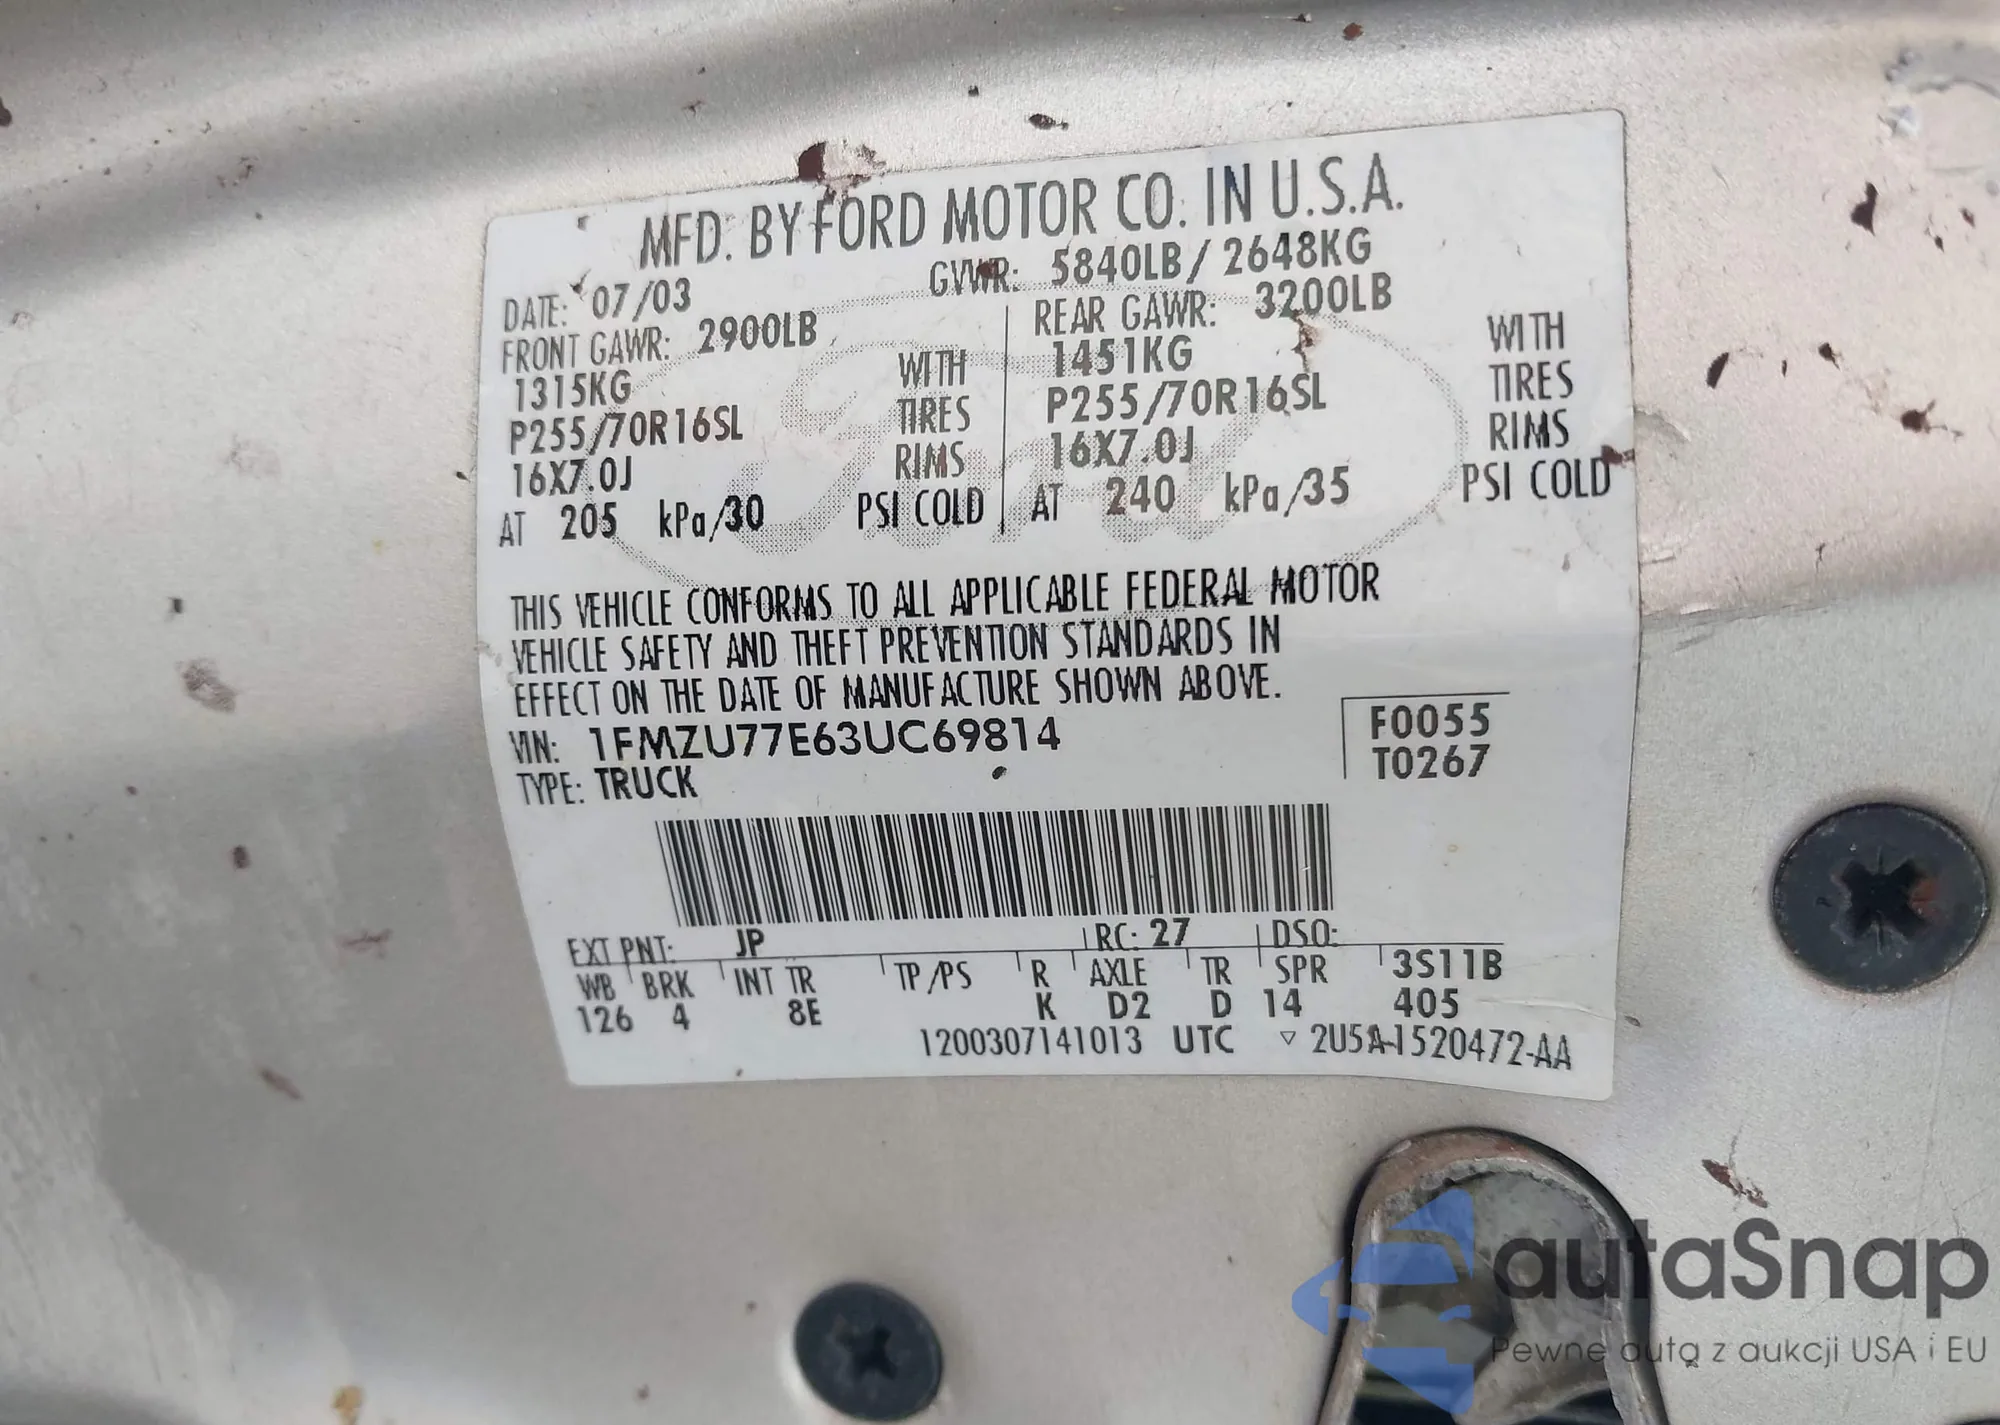 MFD. BY FORD MOTOR CO. IN U.S.A.
DATE: 07/03 GVWR: 5840LB / 2648KG
FRONT GAWR: 2900LB REAR GAWR: 3200LB
1315KG WITH 1451KG WITH
P255/70R16SL TIRES P255/70R16SL TIRES
16X7.0J RIMS 16X7.0J RIMS
AT 205 kPa/30 PSI COLD AT 240 kPa/35 PSI COLD
Ford
THIS VEHICLE CONFORMS TO ALL APPLICABLE FEDERAL MOTOR
VEHICLE SAFETY AND THEFT PREVENTION STANDARDS IN
EFFECT ON THE DATE OF MANUFACTURE SHOWN ABOVE.
VIN: 1FMZU77E63UC69814 F0055
TYPE: TRUCK T0267
EXT PNT: JP RC: 27 DSO:
WB BRK INT TR TP/PS R AXLE TR SPR 3S11B
126 4 8E K D2 D 14 405
1200307141013 UTC ▽ 2U5A-1520472-AA
autaSnap
Pewne auta z aukcji USA i EU